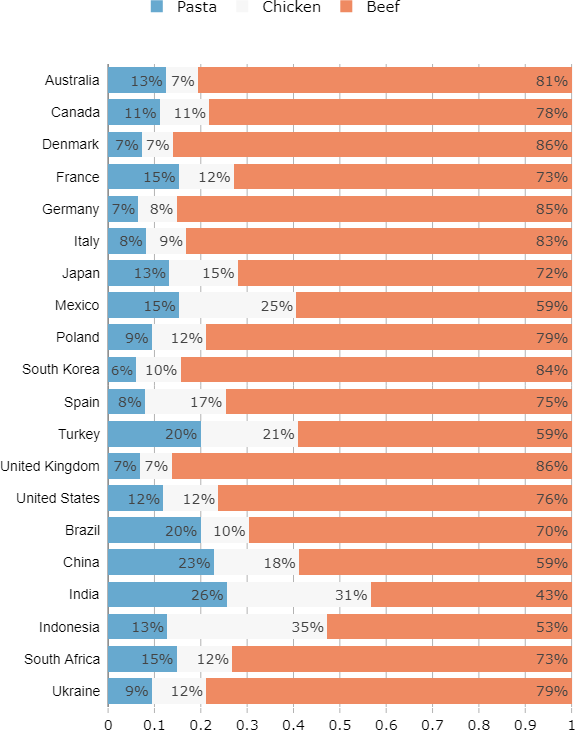 Pasta Chicken Beef
Australia 13% 7% 81%
Canada 11% 11% 78%
Denmark 7% 7% 86%
France 15% 12% 73%
Germany 7% 8% 85%
Italy 8% 9% 83%
Japan 13% 15% 72%
Mexico 15% 25% 59%
Poland 9% 12% 79%
South Korea 6% 10% 84%
Spain 8% 17% 75%
Turkey 20% 21% 59%
United Kingdom 7% 7% 86%
United States 12% 12% 76%
Brazil 20% 10% 70%
China 23% 18% 59%
India 26% 31% 43%
Indonesia 13% 35% 53%
South Africa 15% 12% 73%
Ukraine 9% 12% 79%
0 0.1 0.2 0.3 0.4 0.5 0.6 0.7 0.8 0.9 1